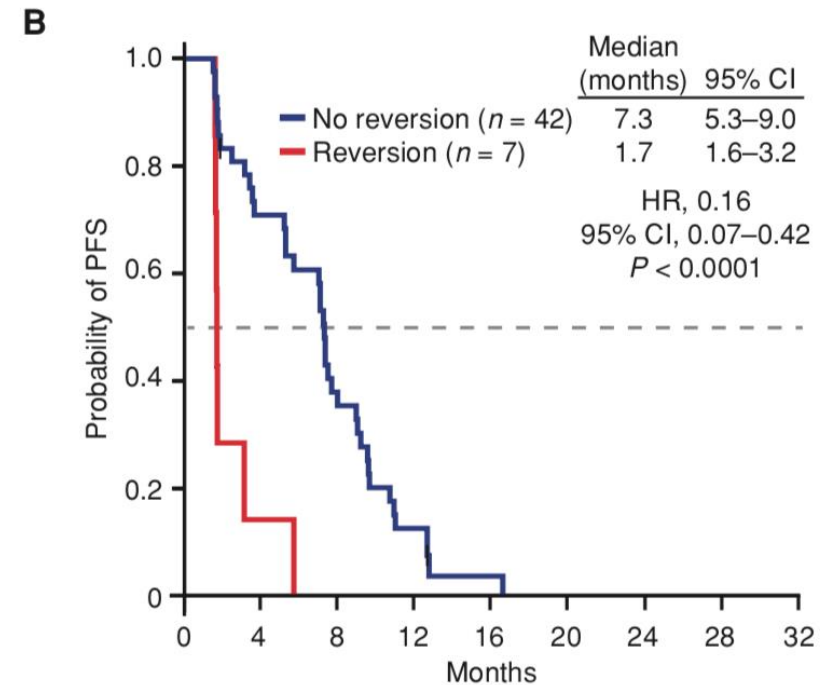 B
Median
(months) 95% CI
No reversion (n = 42) 7.3 5.3–9.0
Reversion (n = 7) 1.7 1.6–3.2
HR, 0.16
95% CI, 0.07–0.42
P < 0.0001
Probability of PFS
1.0
0.8
0.6
0.4
0.2
0
0 4 8 12 16 20 24 28 32
Months